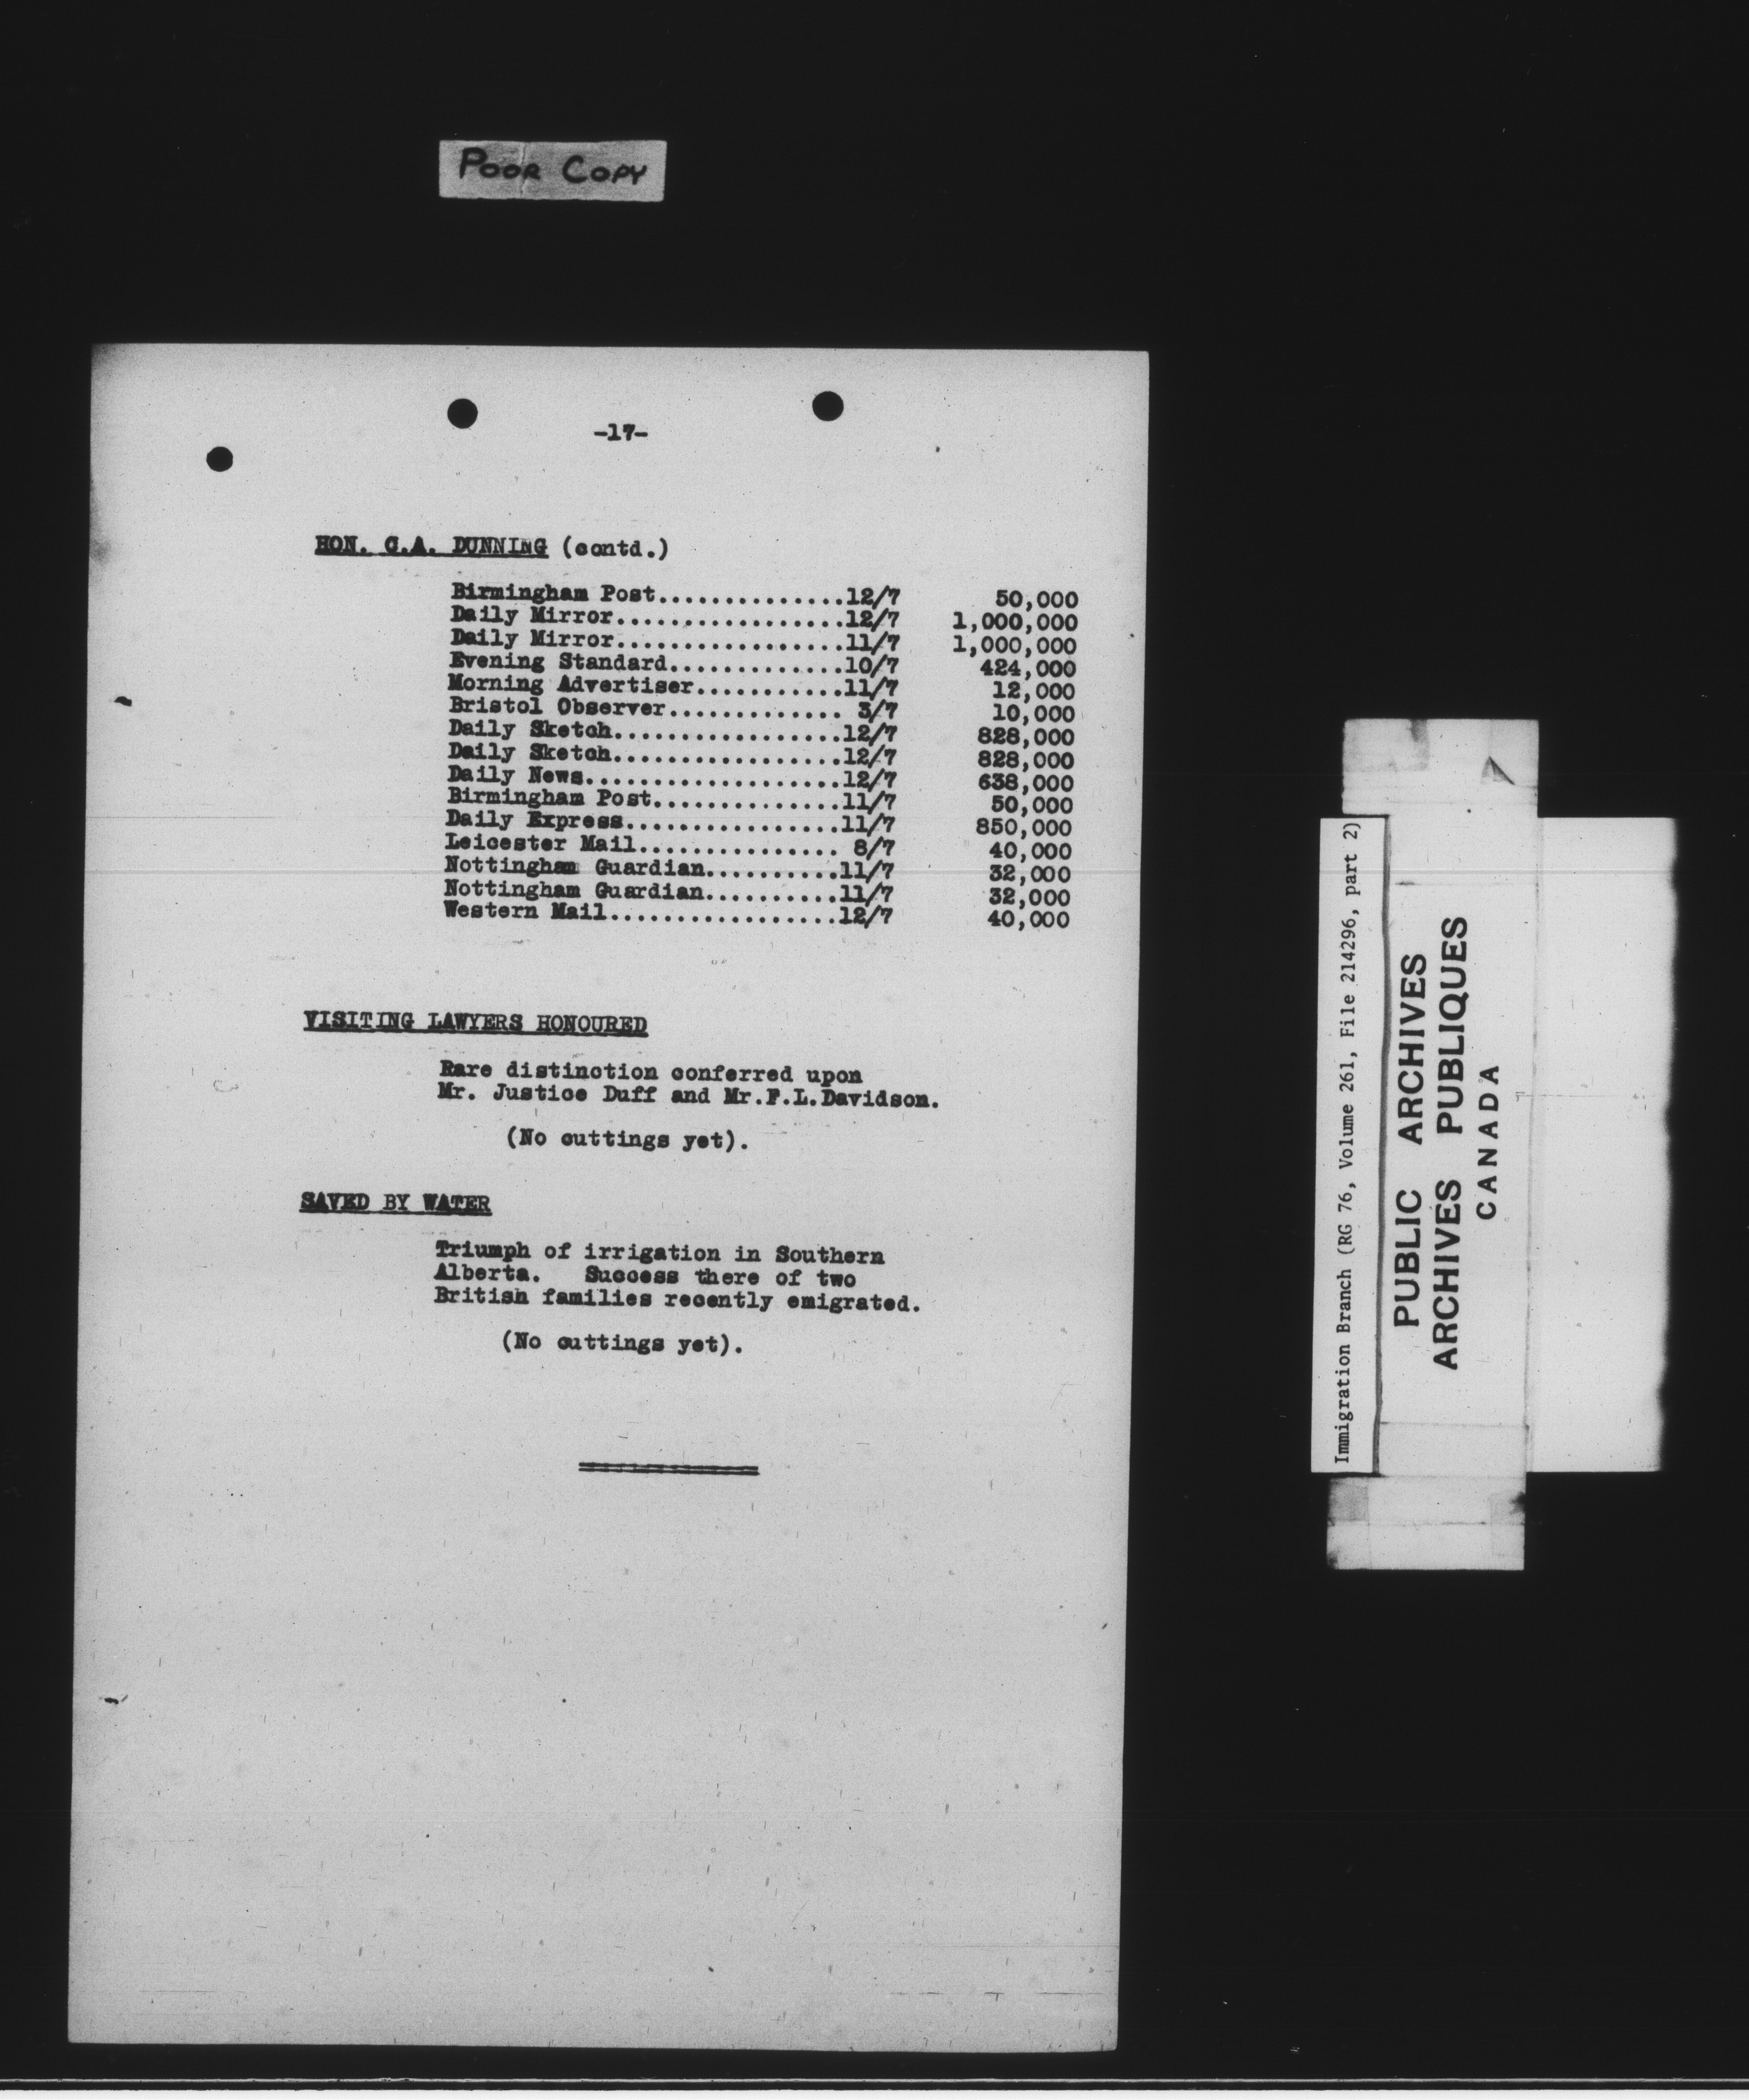 POOR COPY
-17-
HON. C.A. DUNNING (contd.)
Birmingham Post..............12/7 50,000
Daily Mirror.................12/7 1,000,000
Daily Mirror.................11/7 1,000,000
Evening Standard.............10/7 424,000
Morning Advertiser...........11/7 12,000
Bristol Observer............. 3/7 10,000
Daily Sketch.................12/7 828,000
Daily Sketch.................12/7 828,000
Daily News...................12/7 638,000
Birmingham Post..............11/7 50,000
Daily Express................11/7 850,000
Leicester Mail............... 8/7 40,000
Nottingham Guardian..........11/7 32,000
Nottingham Guardian..........11/7 32,000
Western Mail.................12/7 40,000
VISITING LAWYERS HONOURED
Rare distinction conferred upon
Mr. Justice Duff and Mr.F.L.Davidson.
(No cuttings yet).
SAVED BY WATER
Triumph of irrigation in Southern
Alberta. Success there of two
British families recently emigrated.
(No cuttings yet).
Immigration Branch (RG 76, Volume 261, File 214296, part 2)
PUBLIC ARCHIVES
ARCHIVES PUBLIQUES
CANADA